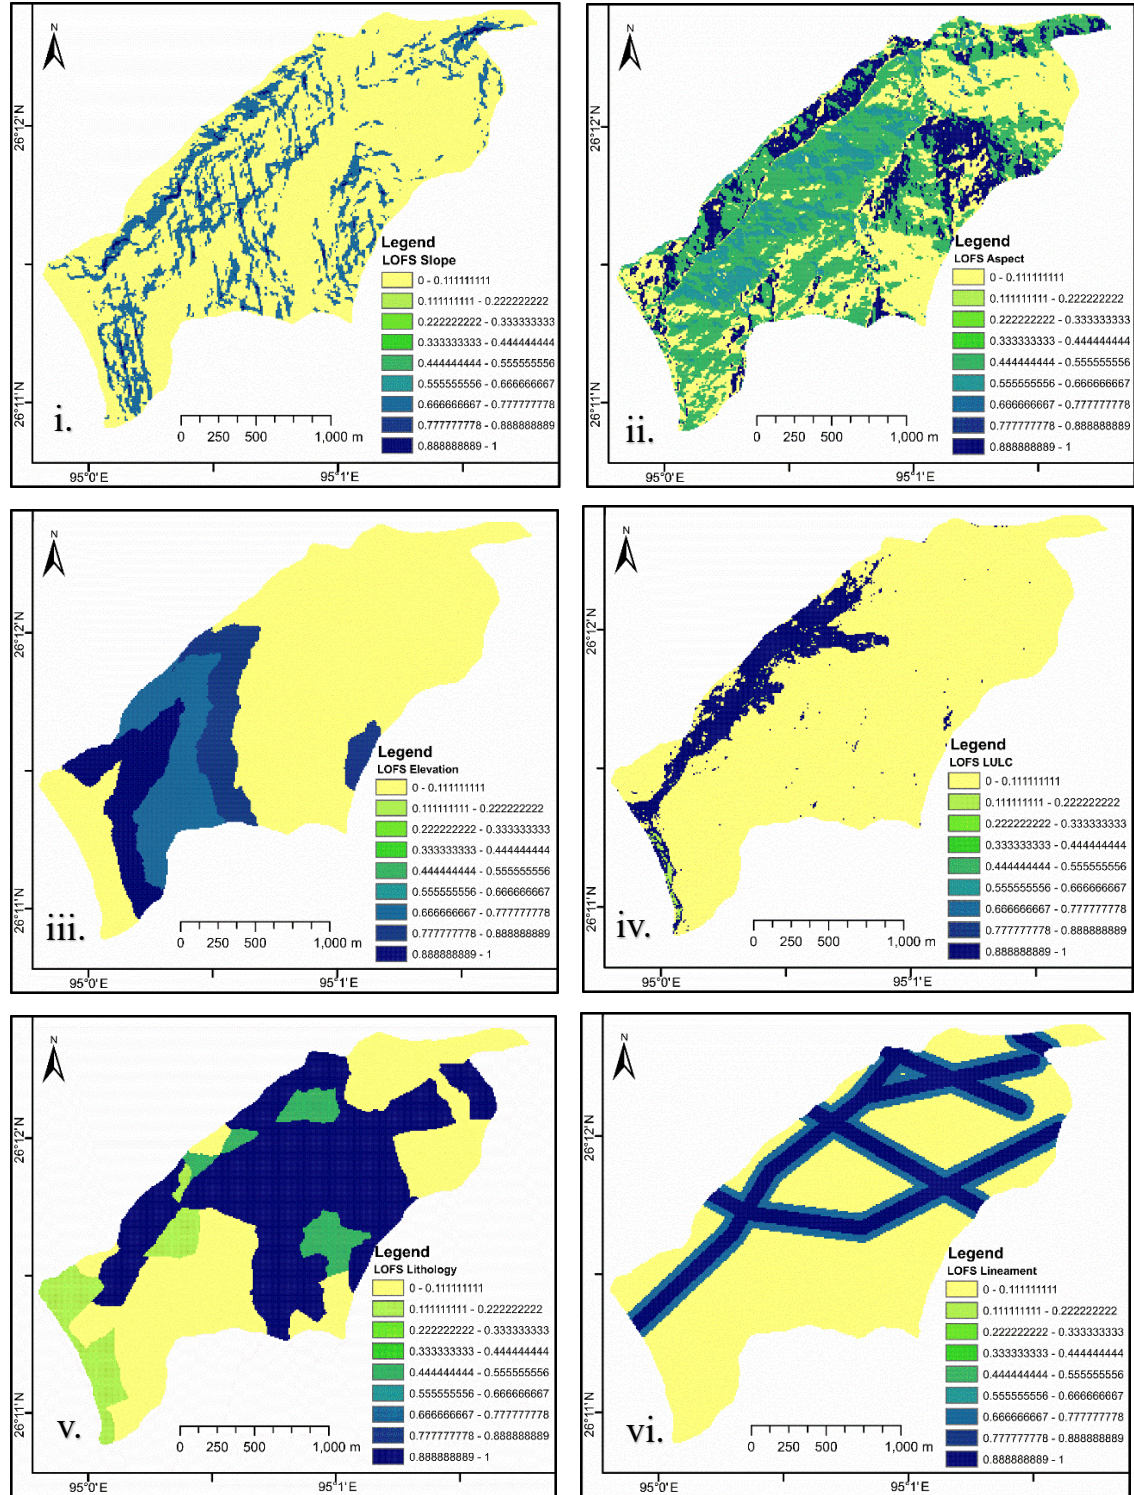 N
26°12'N
26°11'N
Legend
LOFS Slope
0 - 0.111111111
0.111111111 - 0.222222222
0.222222222 - 0.333333333
0.333333333 - 0.444444444
0.444444444 - 0.555555556
0.555555556 - 0.666666667
0.666666667 - 0.777777778
0.777777778 - 0.888888889
0.888888889 - 1
i.
0 250 500 1,000 m
95°0'E 95°1'E
N
26°12'N
26°11'N
Legend
LOFS Aspect
0 - 0.111111111
0.111111111 - 0.222222222
0.222222222 - 0.333333333
0.333333333 - 0.444444444
0.444444444 - 0.555555556
0.555555556 - 0.666666667
0.666666667 - 0.777777778
0.777777778 - 0.888888889
0.888888889 - 1
ii.
0 250 500 1,000 m
95°0'E 95°1'E
N
26°12'N
26°11'N
Legend
LOFS Elevation
0 - 0.111111111
0.111111111 - 0.222222222
0.222222222 - 0.333333333
0.333333333 - 0.444444444
0.444444444 - 0.555555556
0.555555556 - 0.666666667
0.666666667 - 0.777777778
0.777777778 - 0.888888889
0.888888889 - 1
iii.
0 250 500 1,000 m
95°0'E 95°1'E
N
26°12'N
26°11'N
Legend
LOFS LULC
0 - 0.111111111
0.111111111 - 0.222222222
0.222222222 - 0.333333333
0.333333333 - 0.444444444
0.444444444 - 0.555555556
0.555555556 - 0.666666667
0.666666667 - 0.777777778
0.777777778 - 0.888888889
0.888888889 - 1
iv.
0 250 500 1,000 m
95°0'E 95°1'E
N
26°12'N
26°11'N
Legend
LOFS Lithology
0 - 0.111111111
0.111111111 - 0.222222222
0.222222222 - 0.333333333
0.333333333 - 0.444444444
0.444444444 - 0.555555556
0.555555556 - 0.666666667
0.666666667 - 0.777777778
0.777777778 - 0.888888889
0.888888889 - 1
v.
0 250 500 1,000 m
95°0'E 95°1'E
N
26°12'N
26°11'N
Legend
LOFS Lineament
0 - 0.111111111
0.111111111 - 0.222222222
0.222222222 - 0.333333333
0.333333333 - 0.444444444
0.444444444 - 0.555555556
0.555555556 - 0.666666667
0.666666667 - 0.777777778
0.777777778 - 0.888888889
0.888888889 - 1
vi.
0 250 500 1,000 m
95°0'E 95°1'E